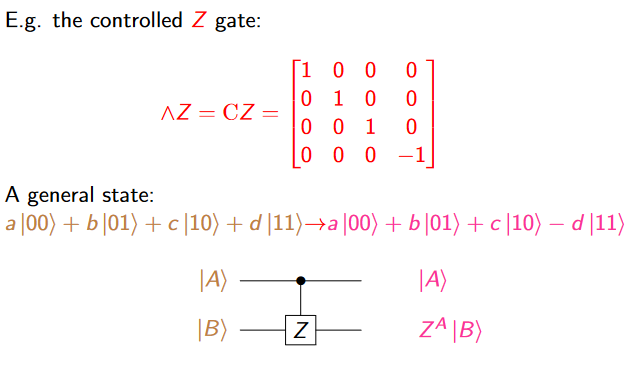 E.g. the controlled Z gate:
∧Z = CZ = [1 0 0 0
0 1 0 0
0 0 1 0
0 0 0 −1]
A general state:
a|00⟩ + b|01⟩ + c|10⟩ + d|11⟩→a|00⟩ + b|01⟩ + c|10⟩ − d|11⟩
|A⟩ |A⟩
|B⟩ Z Z^A|B⟩